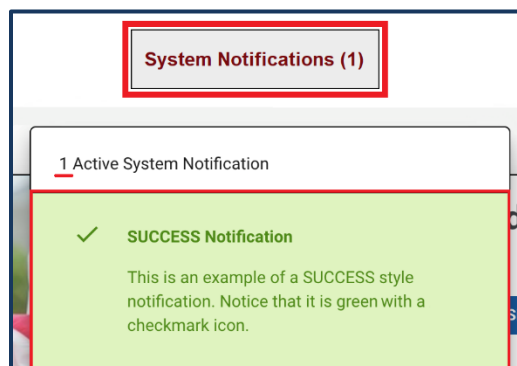 System Notifications (1)
1 Active System Notification
SUCCESS Notification
This is an example of a SUCCESS style
notification. Notice that it is green with a
checkmark icon.